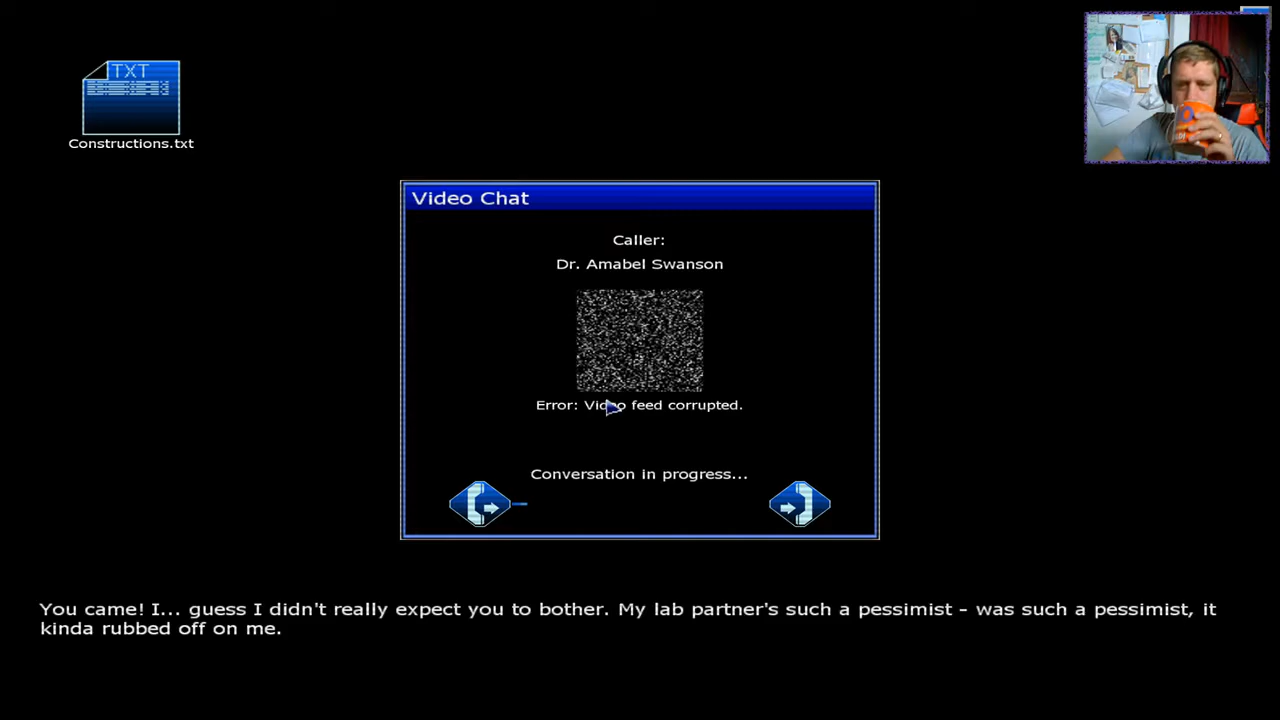 TXT
Constructions.txt
Video Chat
Caller:
Dr. Amabel Swanson
Error: Video feed corrupted.
Conversation in progress...
You came! I... guess I didn't really expect you to bother. My lab partner's such a pessimist - was such a pessimist, it
kinda rubbed off on me.